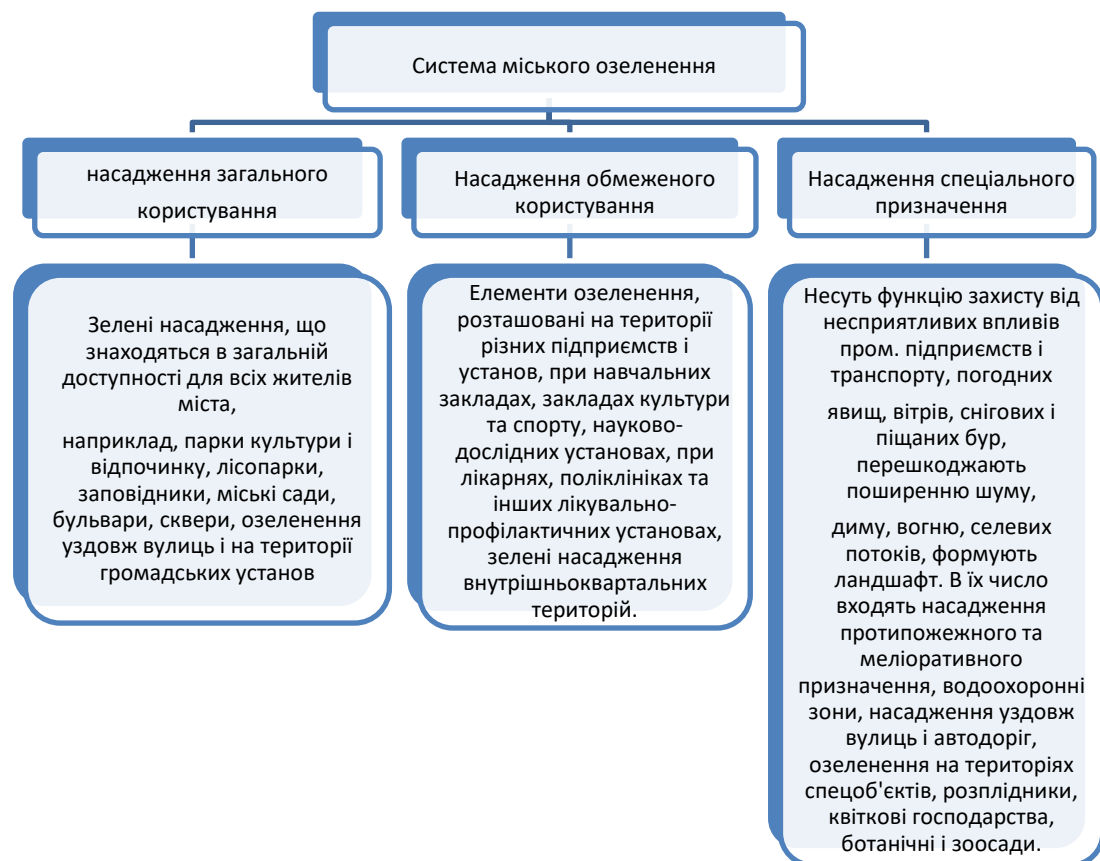 Система міського озеленення
насадження загального
користування
Насадження обмеженого
користування
Насадження спеціального
призначення
Зелені насадження, що
знаходяться в загальній
доступності для всіх жителів
міста,
наприклад, парки культури і
відпочинку, лісопарки,
заповідники, міські сади,
бульвари, сквери, озеленення
уздовж вулиць і на території
громадських установ
Елементи озеленення,
розташовані на території
різних підприємств і
установ, при навчальних
закладах, закладах культури
та спорту, науково-
дослідних установах, при
лікарнях, поліклініках та
інших лікувально-
профілактичних установах,
зелені насадження
внутрішньоквартальних
територій.
Несуть функцію захисту від
несприятливих впливів
пром. підприємств і
транспорту, погодних
явищ, вітрів, снігових і
піщаних бур,
перешкоджають
поширенню шуму,
диму, вогню, селевих
потоків, формують
ландшафт. В їх число
входять насадження
протипожежного та
меліоративного
призначення, водоохоронні
зони, насадження уздовж
вулиць і автодоріг,
озеленення на територіях
спецоб'єктів, розплідники,
квіткові господарства,
ботанічні і зоосади.